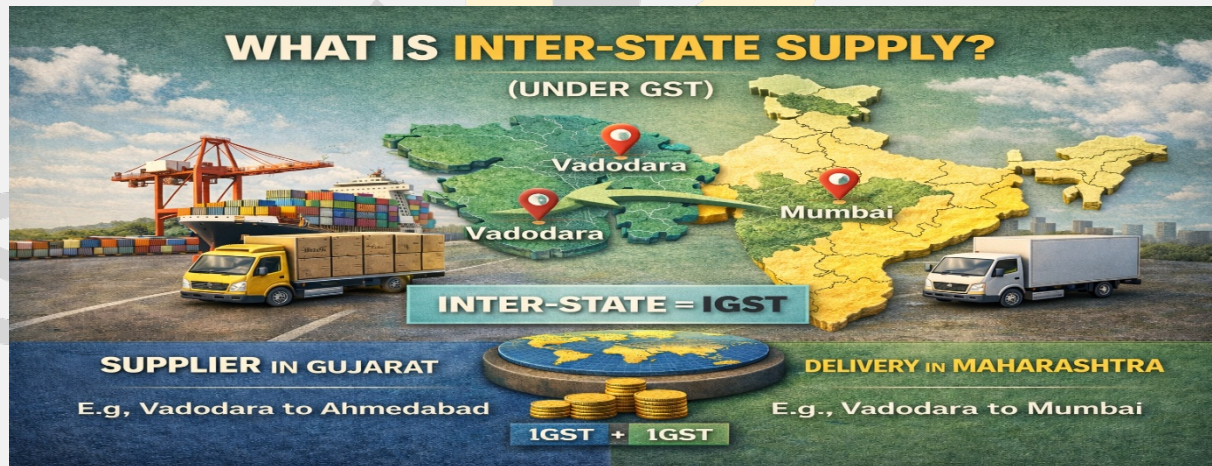 WHAT IS INTER-STATE SUPPLY?
(UNDER GST)
Vadodara
Vadodara
Mumbai
INTER-STATE = IGST
SUPPLIER IN GUJARAT
E.g, Vadodara to Ahmedabad
DELIVERY IN MAHARASHTRA
E.g., Vadodara to Mumbai
1GST + 1GST